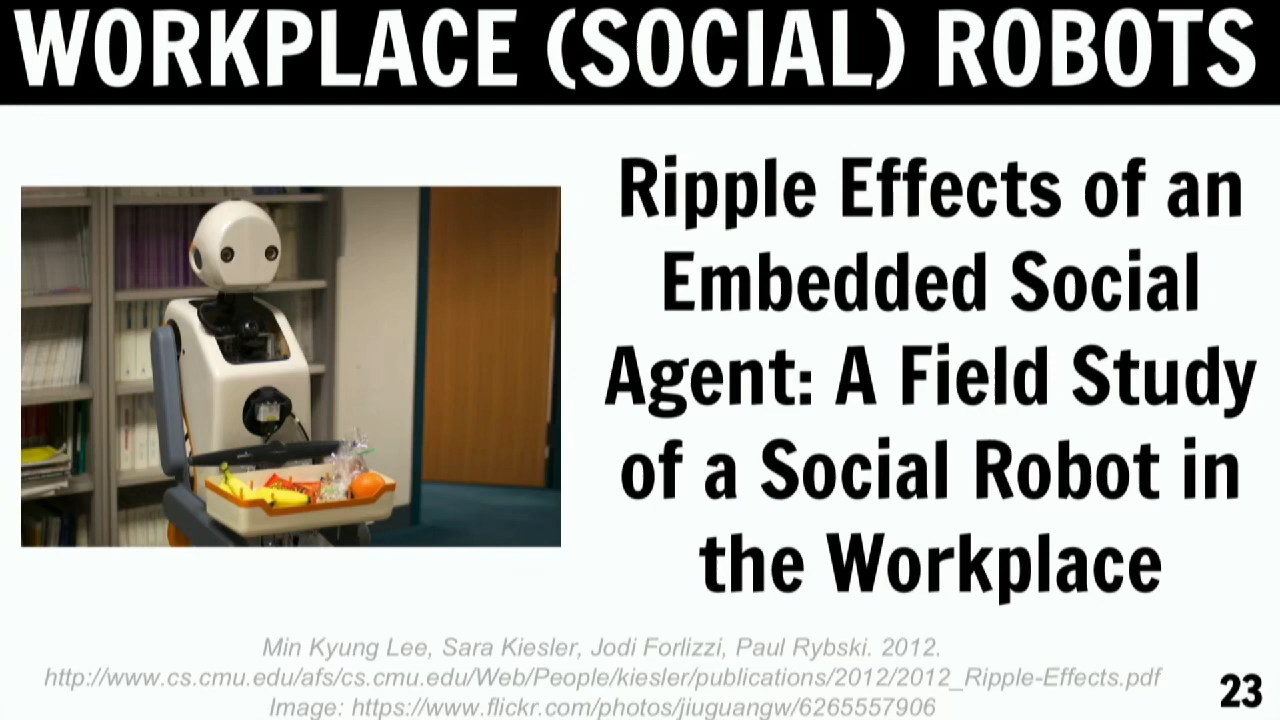 WORKPLACE (SOCIAL) ROBOTS
Ripple Effects of an
Embedded Social
Agent: A Field Study
of a Social Robot in
the Workplace
Min Kyung Lee, Sara Kiesler, Jodi Forlizzi, Paul Rybski. 2012.
http://www.cs.cmu.edu/afs/cs.cmu.edu/Web/People/kiesler/publications/2012/2012_Ripple-Effects.pdf
Image: https://www.flickr.com/photos/jiuguangw/6265557906
23